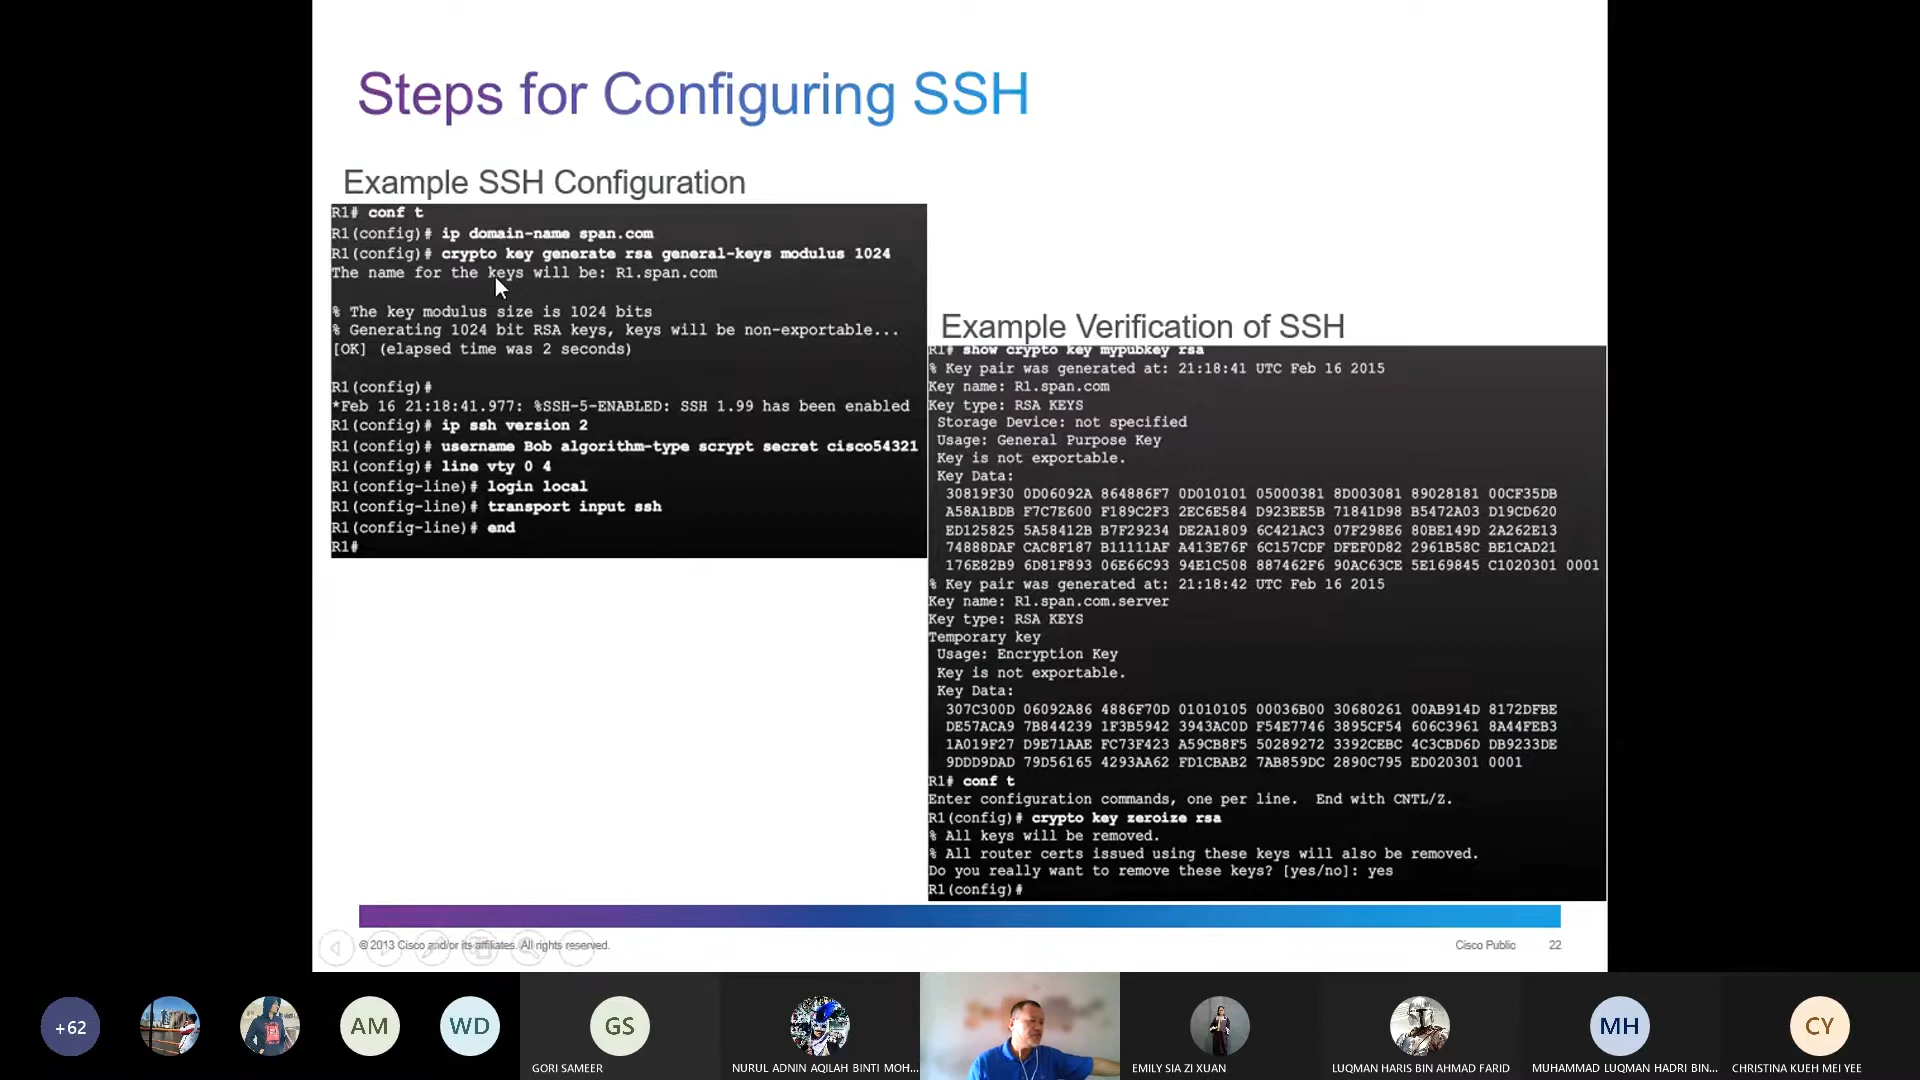 Steps for Configuring SSH
Example SSH Configuration
R1# conf t
R1(config)# ip domain-name span.com
R1(config)# crypto key generate rsa general-keys modulus 1024
The name for the keys will be: R1.span.com
% The key modulus size is 1024 bits
% Generating 1024 bit RSA keys, keys will be non-exportable...
[OK] (elapsed time was 2 seconds)
R1(config)#
*Feb 16 21:18:41.977: %SSH-5-ENABLED: SSH 1.99 has been enabled
R1(config)# ip ssh version 2
R1(config)# username Bob algorithm-type scrypt secret cisco54321
R1(config)# line vty 0 4
R1(config-line)# login local
R1(config-line)# transport input ssh
R1(config-line)# end
R1#
Example Verification of SSH
R1# show crypto key mypubkey rsa
% Key pair was generated at: 21:18:41 UTC Feb 16 2015
Key name: R1.span.com
Key type: RSA KEYS
Storage Device: not specified
Usage: General Purpose Key
Key is not exportable.
Key Data:
30819F30 0D06092A 864886F7 0D010101 05000381 8D003081 89028181 00CF35DB
A58A1BDB F7C7E600 F189C2F3 2EC6E584 D923EE5B 71841D98 B5472A03 D19CD620
ED125825 5A58412B B7F29234 DE2A1809 6C421AC3 07F298E6 80BE149D 2A262E13
74888DAF CAC8F187 B11111AF A413E76F 6C157CDF DFEF0D82 2961B58C BE1CAD21
176E82B9 6D81F893 06E66C93 94E1C508 887462F6 90AC63CE 5E169845 C1020301 0001
% Key pair was generated at: 21:18:42 UTC Feb 16 2015
Key name: R1.span.com.server
Key type: RSA KEYS
Temporary key
Usage: Encryption Key
Key is not exportable.
Key Data:
307C300D 06092A86 4886F70D 01010105 00036B00 30680261 00AB914D 8172DFBE
DE57ACA9 7B844239 1F3B5942 3943AC0D F54E7746 3895CF54 606C3961 8A44FEB3
1A019F27 D9E71AAE FC73F423 A59CB8F5 50289272 3392CEBC 4C3CBD6D DB9233DE
9DDD9DAD 79D56165 4293AA62 FD1CBAB2 7AB859DC 2890C795 ED020301 0001
R1# conf t
Enter configuration commands, one per line. End with CNTL/Z.
R1(config)# crypto key zeroize rsa
% All keys will be removed.
% All router certs issued using these keys will also be removed.
Do you really want to remove these keys? [yes/no]: yes
R1(config)#
© 2013 Cisco and/or its affiliates. All rights reserved.
Cisco Public 22
+62
AM
WD
GS
MH
CY
GORI SAMEER
NURUL ADNIN AQILAH BINTI MOH...
EMILY SIA ZI XUAN
LUQMAN HARIS BIN AHMAD FARID
MUHAMMAD LUQMAN HADRI BIN...
CHRISTINA KUEH MEI YEE